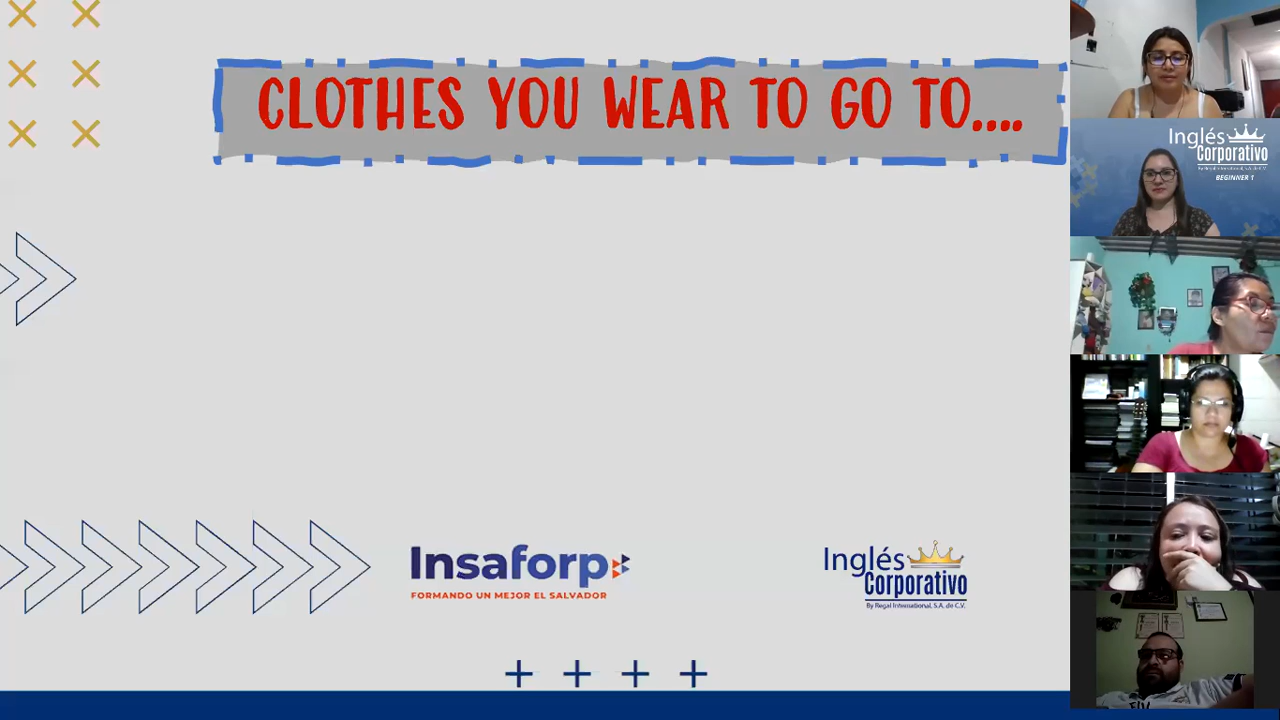 CLOTHES YOU WEAR TO GO TO....
Inglés
Corporativo
BEGINNER 1
Insaforp
FORMANDO UN MEJOR EL SALVADOR
Inglés
Corporativo
By Regal International, S.A. de C.V.